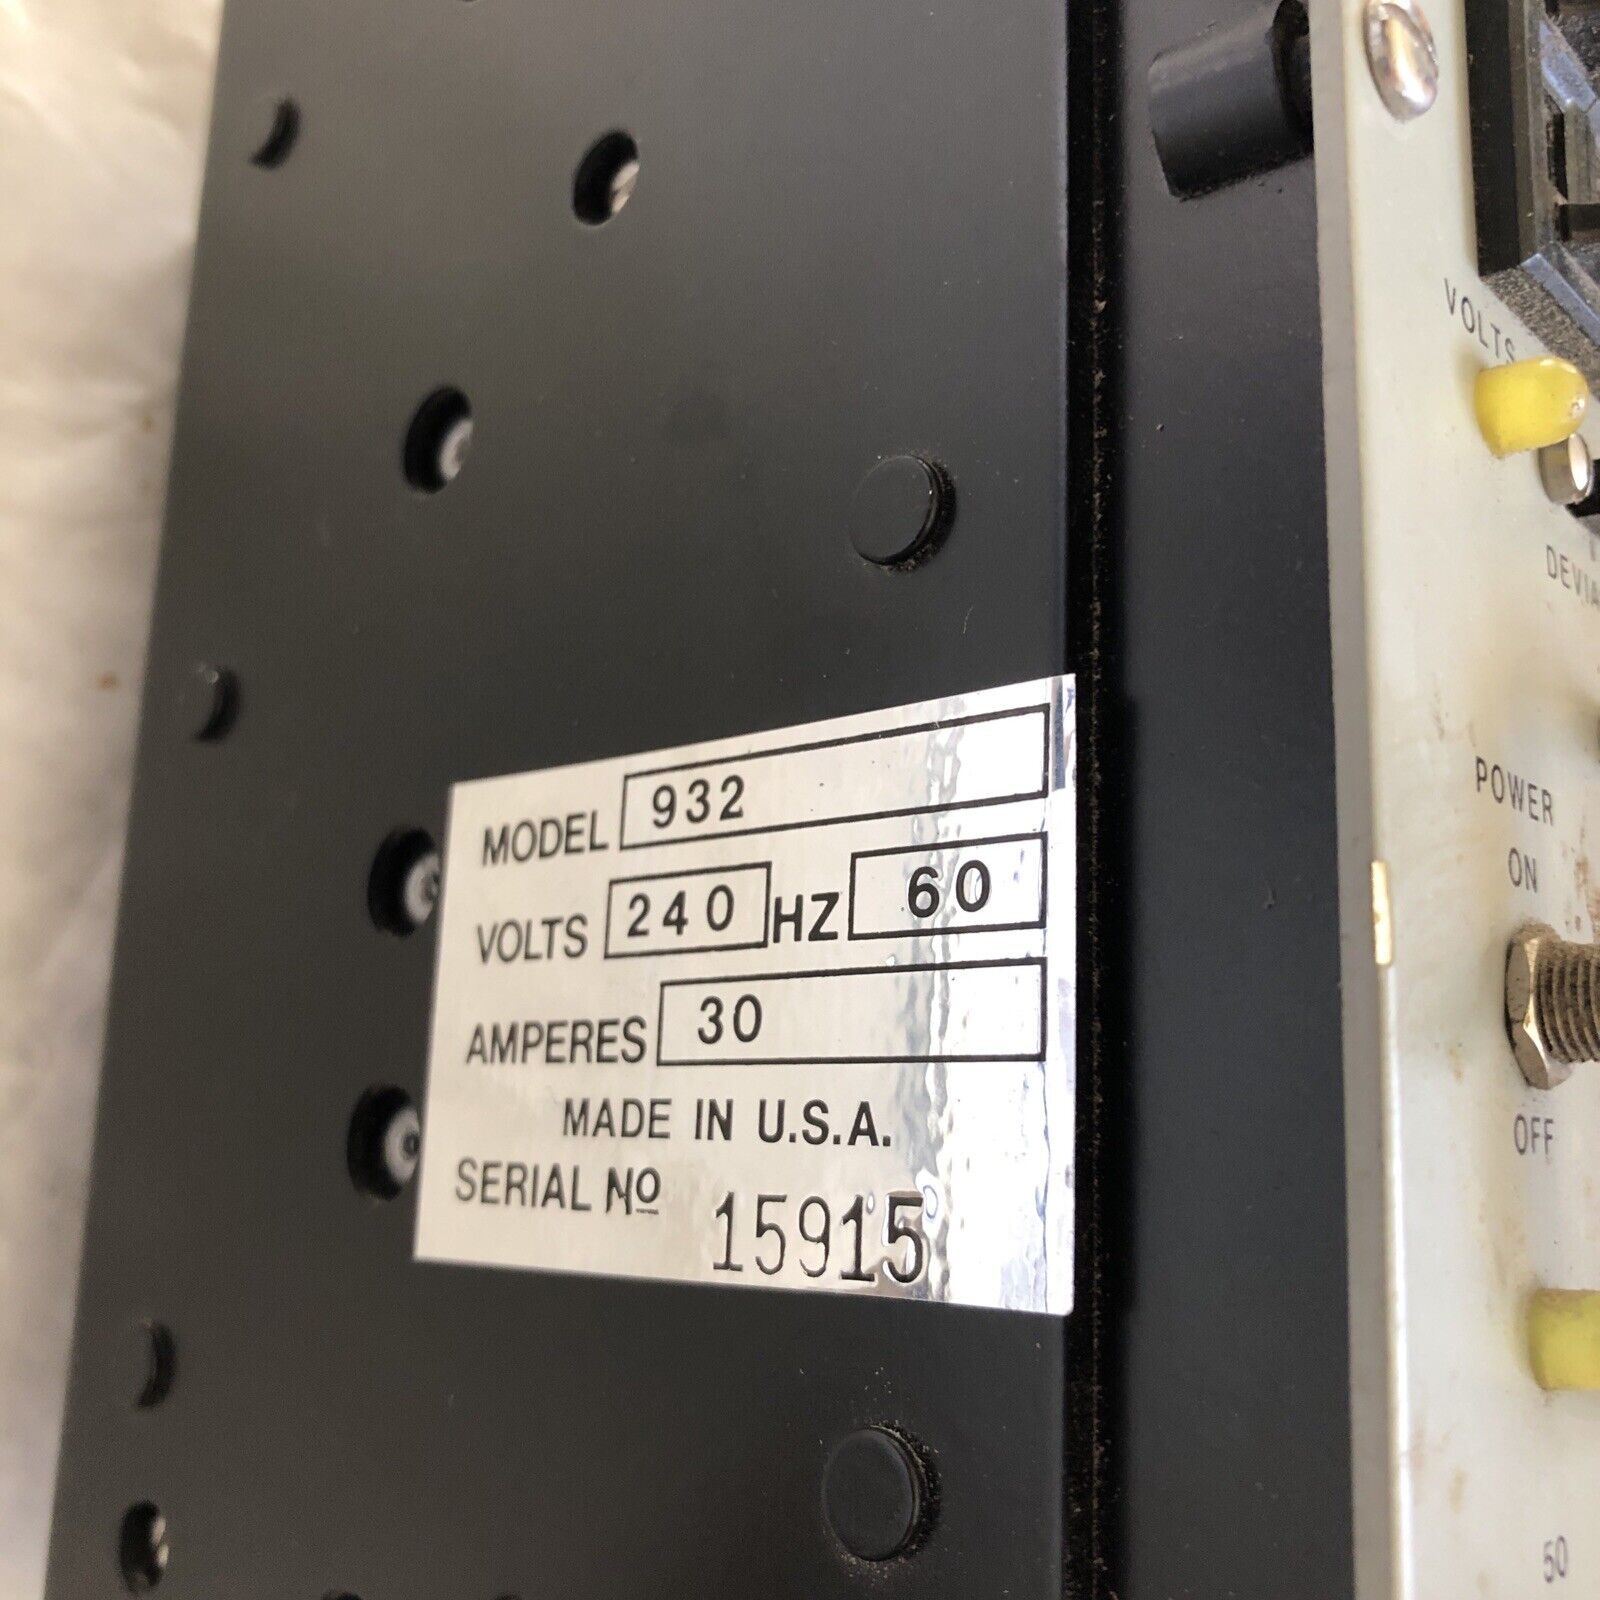 MODEL 932
VOLTS 240 HZ 60
AMPERES 30
MADE IN U.S.A.
SERIAL No 15915
VOLTS
POWER
ON
OFF
50